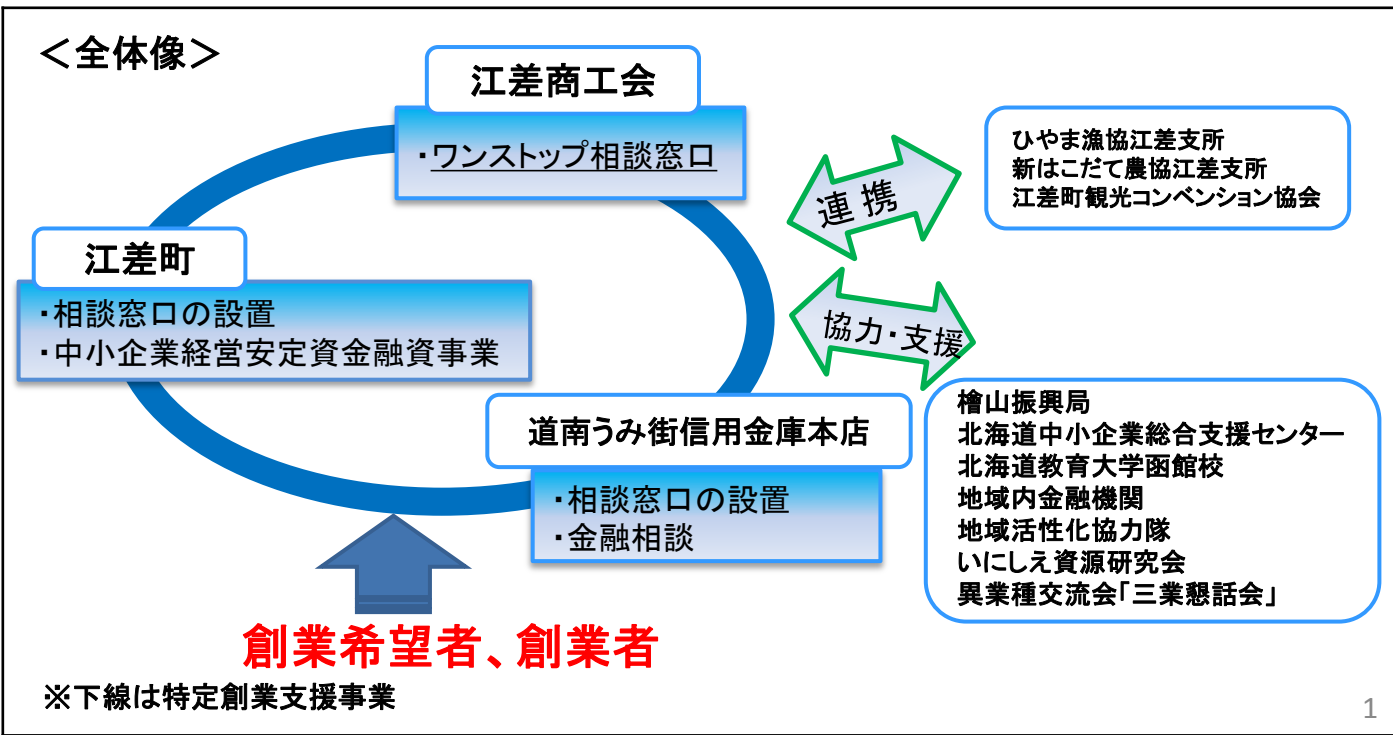 ＜全体像＞
江差商工会
・ワンストップ相談窓口
江差町
・相談窓口の設置
・中小企業経営安定資金融資事業
道南うみ街信用金庫本店
・相談窓口の設置
・金融相談
連携
ひやま漁協江差支所
新はこだて農協江差支所
江差町観光コンベンション協会
協力・支援
檜山振興局
北海道中小企業総合支援センター
北海道教育大学函館校
地域内金融機関
地域活性化協力隊
いにしえ資源研究会
異業種交流会「三業懇話会」
創業希望者、創業者
※下線は特定創業支援事業
1